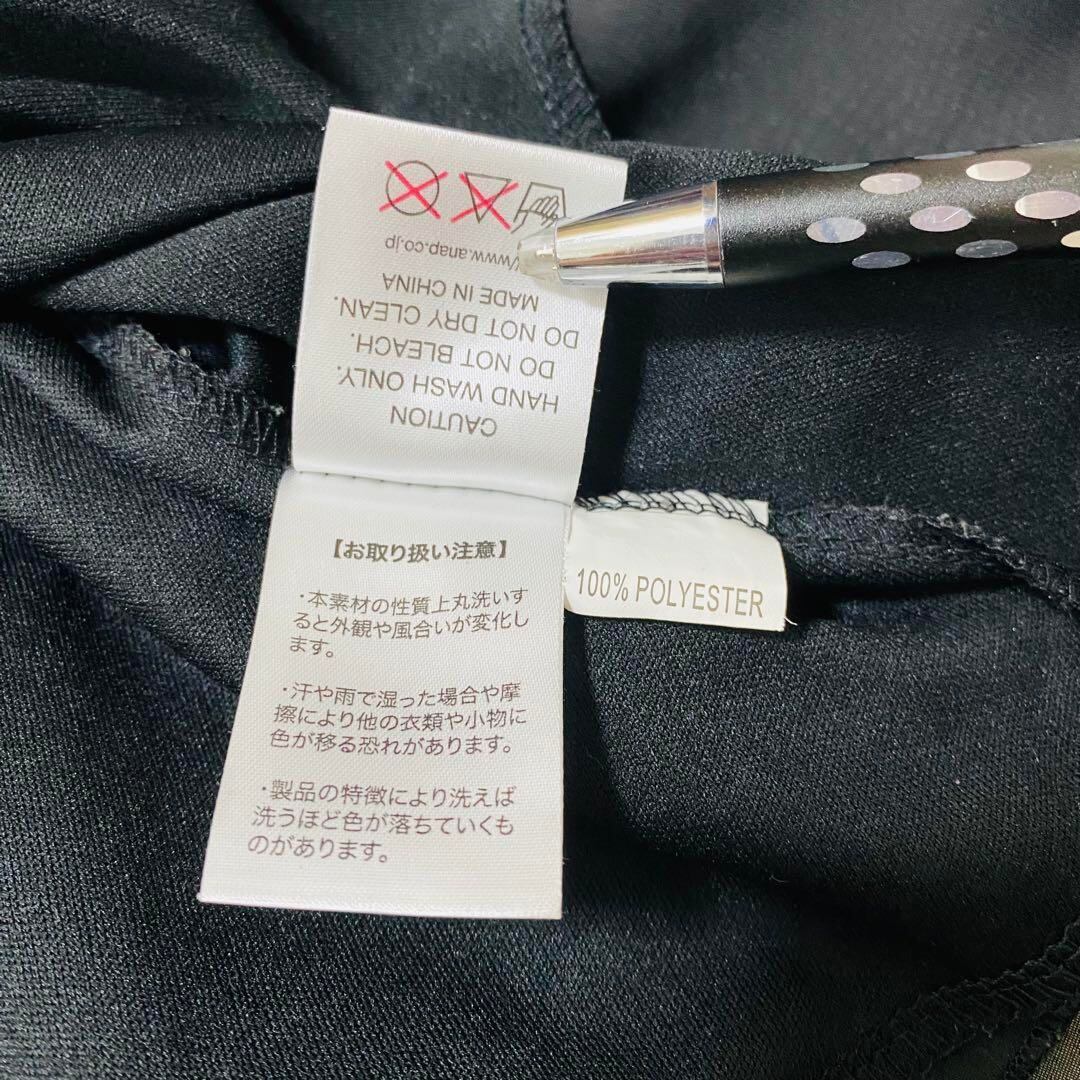 CAUTION
HAND WASH ONLY.
DO NOT BLEACH.
DO NOT DRY CLEAN.
MADE IN CHINA
//www.anap.co.jp
【お取り扱い注意】
・本素材の性質上丸洗いす
ると外観や風合いが変化し
ます。
・汗や雨で湿った場合や摩
擦により他の衣類や小物に
色が移る恐れがあります。
・製品の特徴により洗えば
洗うほど色が落ちていくも
のがあります。
100% POLYESTER